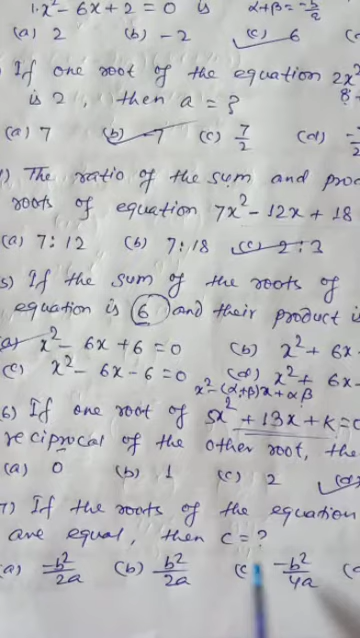 1. x² - 6x + 2 = 0 is α+β = -b/a
(a) 2 (b) -2 (c) 6
If one root of the equation 2x²
is 2, then a = ?
(a) 7 (b) -7 (c) 7/2 (d)
) The ratio of the sum and
roots of equation 7x² - 12x + 18
(a) 7:12 (b) 7:18 (c) 2:3
5) If the sum of the roots of
equation is 6 and their product is
(a) x² - 6x + 6 = 0 (b) x² + 6x
(c) x² - 6x - 6 = 0 (d) x² + 6x
x² - (α+β)x + αβ
6) If one root of 5x² + 13x + k = 0
reciprocal of the other root, the
(a) 0 (b) 1 (c) 2 (d)
7) If the roots of the equation
are equal, then c = ?
(a) -b²/2a (b) b²/2a (c) -b²/4a